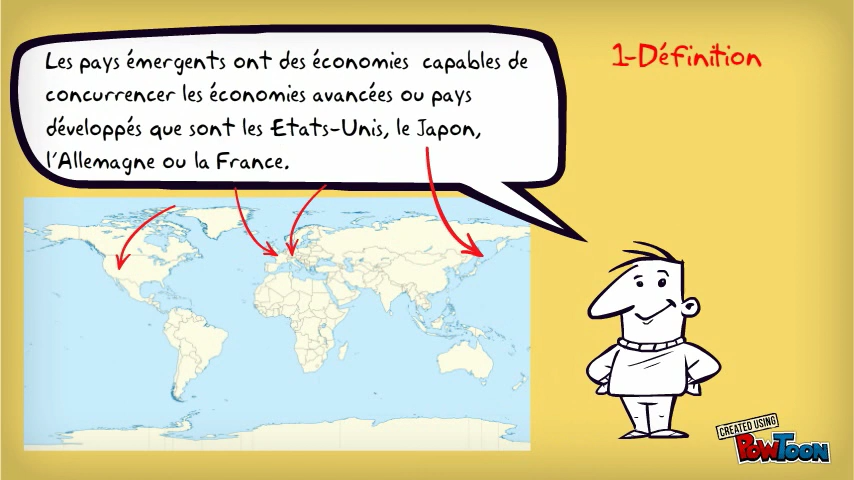 Les pays émergents ont des économies capables de
concurrencer les économies avancées ou pays
développés que sont les Etats-Unis, le Japon,
l'Allemagne ou la France.
1-Définition
CREATED USING
POWTOON